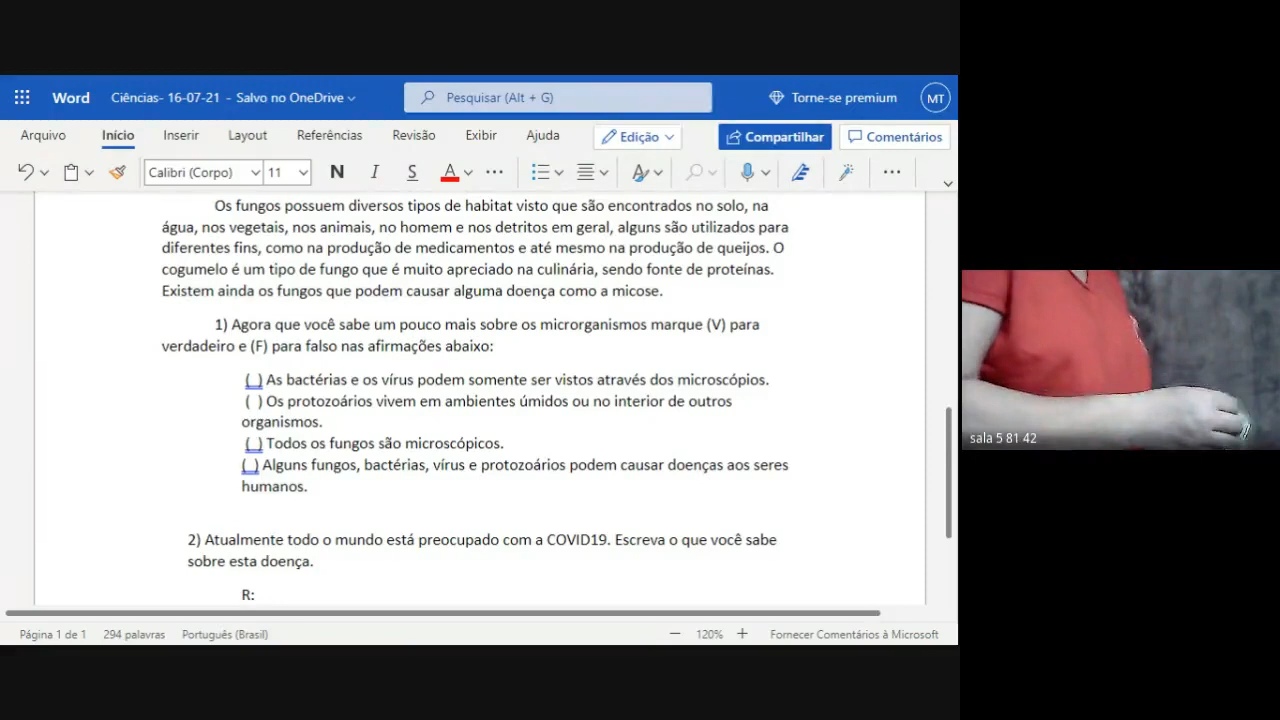 Word Ciências- 16-07-21 - Salvo no OneDrive Pesquisar (Alt + G) Torne-se premium MT
Arquivo Início Inserir Layout Referências Revisão Exibir Ajuda Edição Compartilhar Comentários
Calibri (Corpo) 11 N I S A
Os fungos possuem diversos tipos de habitat visto que são encontrados no solo, na
água, nos vegetais, nos animais, no homem e nos detritos em geral, alguns são utilizados para
diferentes fins, como na produção de medicamentos e até mesmo na produção de queijos. O
cogumelo é um tipo de fungo que é muito apreciado na culinária, sendo fonte de proteínas.
Existem ainda os fungos que podem causar alguma doença como a micose.
1) Agora que você sabe um pouco mais sobre os microrganismos marque (V) para
verdadeiro e (F) para falso nas afirmações abaixo:
( ) As bactérias e os vírus podem somente ser vistos através dos microscópios.
( ) Os protozoários vivem em ambientes úmidos ou no interior de outros
organismos.
( ) Todos os fungos são microscópicos.
( ) Alguns fungos, bactérias, vírus e protozoários podem causar doenças aos seres
humanos.
2) Atualmente todo o mundo está preocupado com a COVID19. Escreva o que você sabe
sobre esta doença.
R:
Página 1 de 1 294 palavras Português (Brasil) 120% Fornecer Comentários à Microsoft
sala 5 81 42